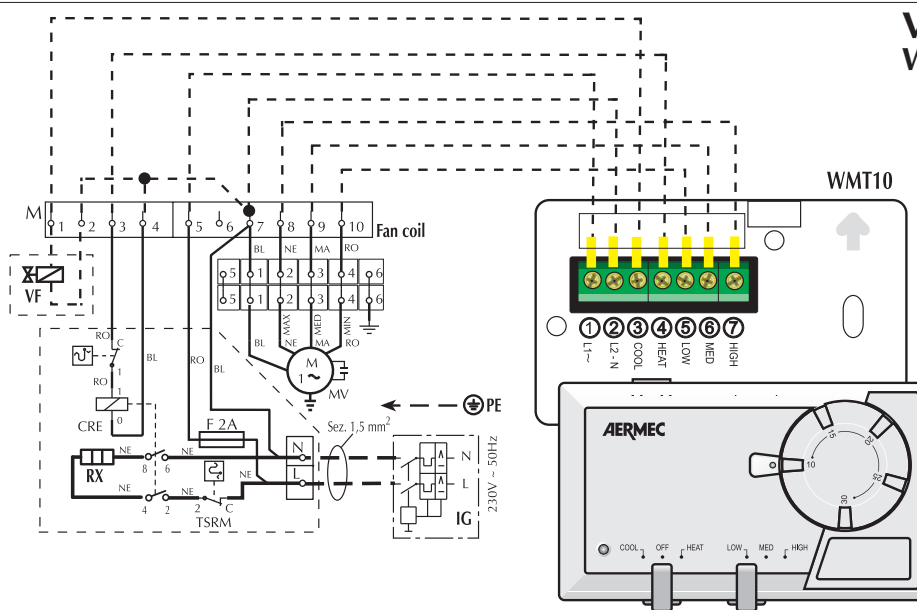 V
W
WMT10
M 1 2 3 4 5 6 7 8 9 10 Fan coil
BL NE MA RO
5 1 2 3 4 6
5 1 2 3 4 6
VF
MAX MED MIN
BL NE MA RO
M
1 ~
MV
RO C
1
RO
1
0
CRE
BL
RO
BL
F 2A
PE
Sez. 1,5 mm²
N
L
N
L
IG
230V ~ 50Hz
RX
NE 8 6 NE
NE 4 2 NE 2 C NE
TSRM
1 2 3 4 5 6 7
L1~
L2 - N
COOL
HEAT
LOW
MED
HIGH
AERMEC
10 15 20 25 30
COOL OFF HEAT LOW MED HIGH